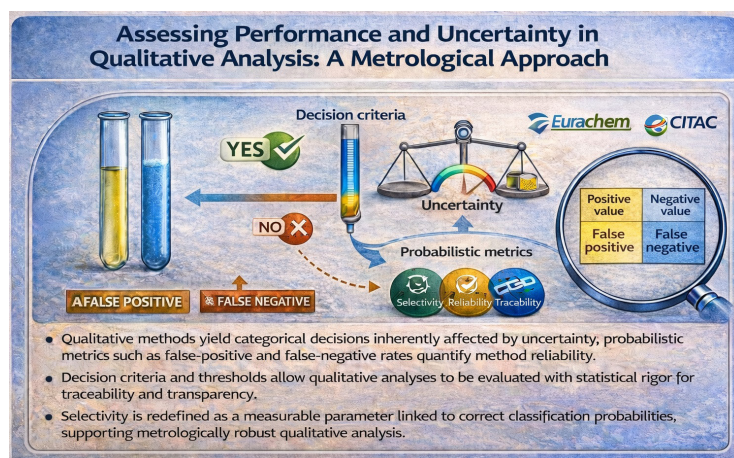 Assessing Performance and Uncertainty in
Qualitative Analysis: A Metrological Approach
Decision criteria
Eurachem
CITAC
YES
Uncertainty
NO
Positive value
Negative value
False positive
False negative
Probabilistic metrics
Selectivity
Reliability
Tracability
AFALSE POSITIVE
FALSE NEGATIVE
• Qualitative methods yield categorical decisions inherently affected by uncertainty, probabilistic
metrics such as false-positive and false-negative rates quantify method reliability.
• Decision criteria and thresholds allow qualitative analyses to be evaluated with statistical rigor for
traceability and transparency.
• Selectivity is redefined as a measurable parameter linked to correct classification probabilities,
supporting metrologically robust qualitative analysis.